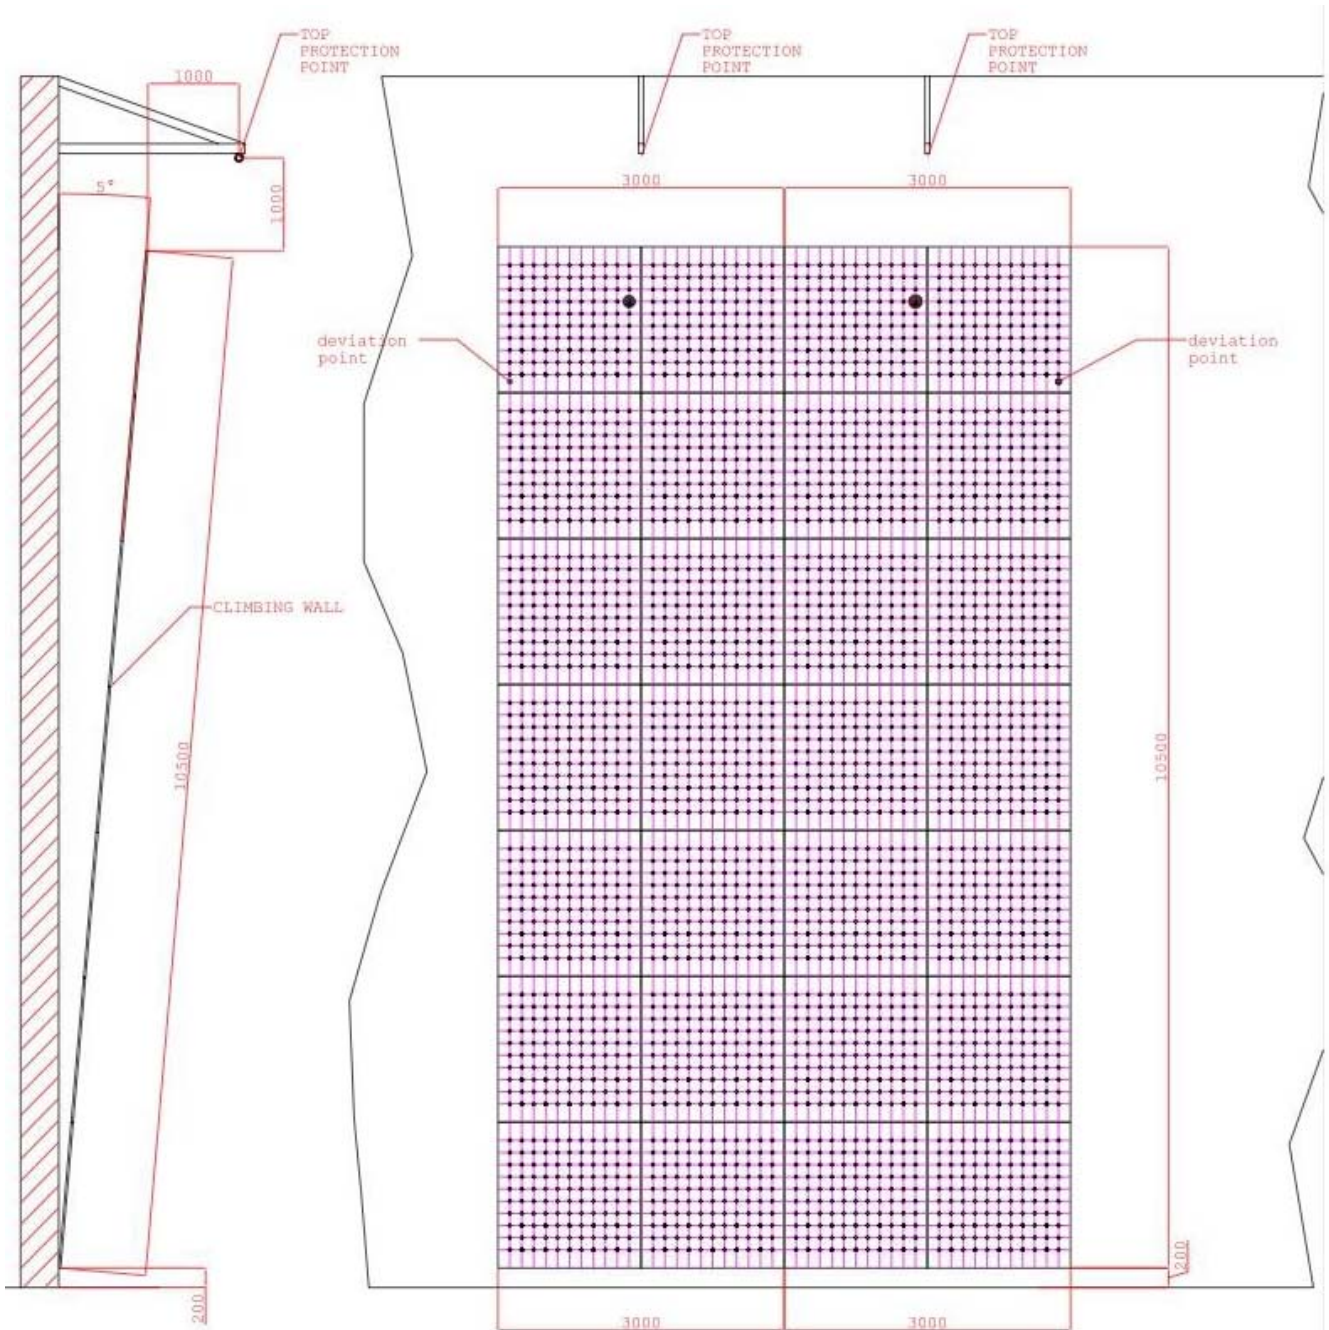 TOP
PROTECTION
POINT
TOP
PROTECTION
POINT
TOP
PROTECTION
POINT
1000
5°
1000
3000
3000
deviation
point
deviation
point
CLIMBING WALL
10500
10500
200
200
3000
3000